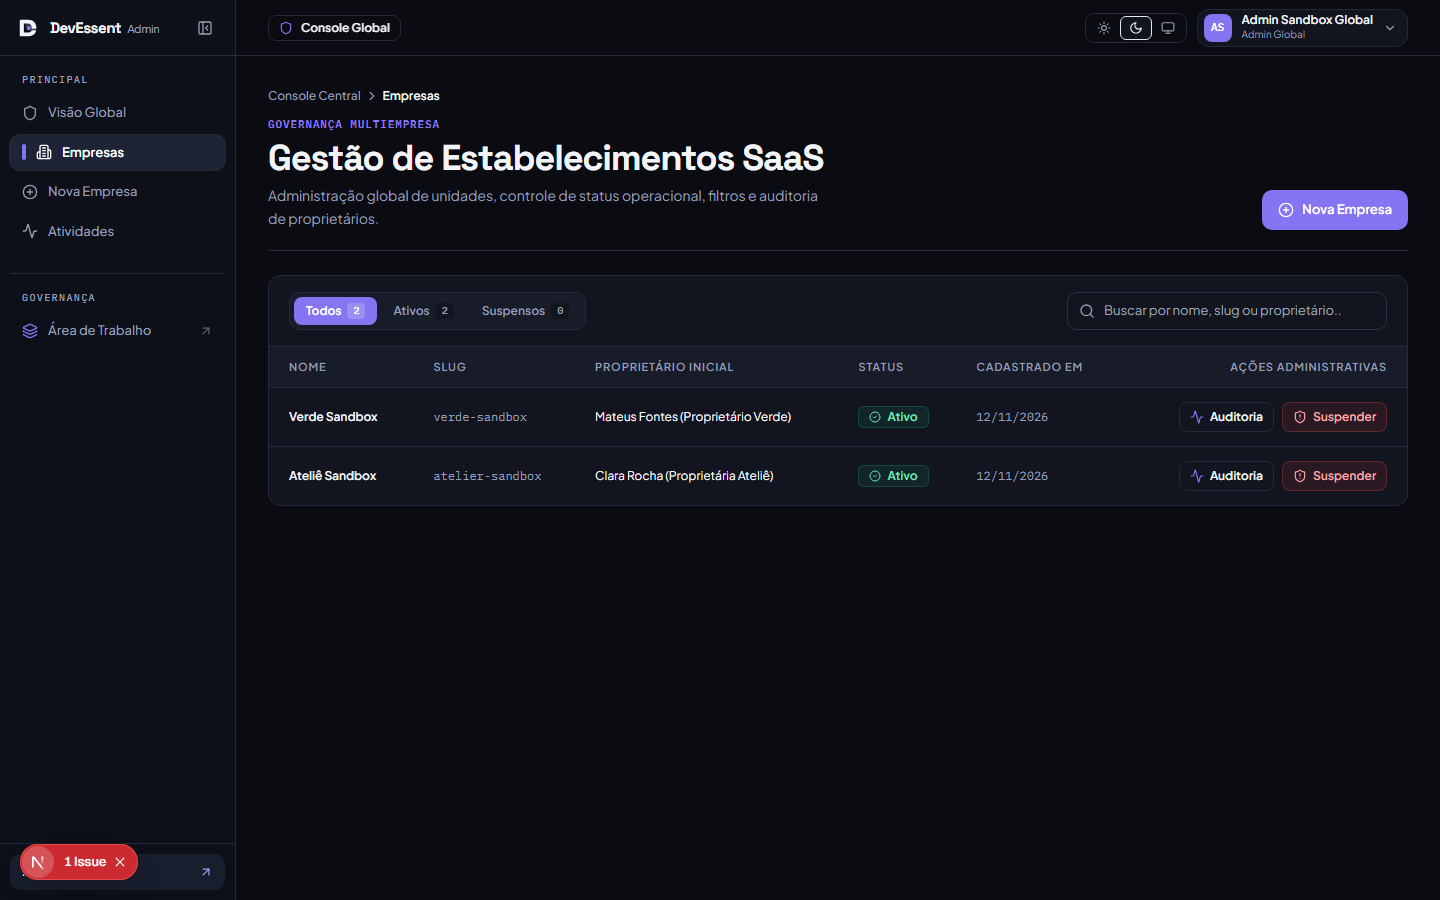 DevEssent Admin
Console Global
AS
Admin Sandbox Global
Admin Global
PRINCIPAL
Visão Global
Empresas
Nova Empresa
Atividades
GOVERNANÇA
Área de Trabalho
1 Issue
Console Central > Empresas
GOVERNANÇA MULTIEMPRESA
Gestão de Estabelecimentos SaaS
Administração global de unidades, controle de status operacional, filtros e auditoria
de proprietários.
Nova Empresa
Todos 2 Ativos 2 Suspensos 0
Buscar por nome, slug ou proprietário..
NOME SLUG PROPRIETÁRIO INICIAL STATUS CADASTRADO EM AÇÕES ADMINISTRATIVAS
Verde Sandbox verde-sandbox Mateus Fontes (Proprietário Verde) Ativo 12/11/2026 Auditoria Suspender
Ateliê Sandbox atelier-sandbox Clara Rocha (Proprietária Ateliê) Ativo 12/11/2026 Auditoria Suspender